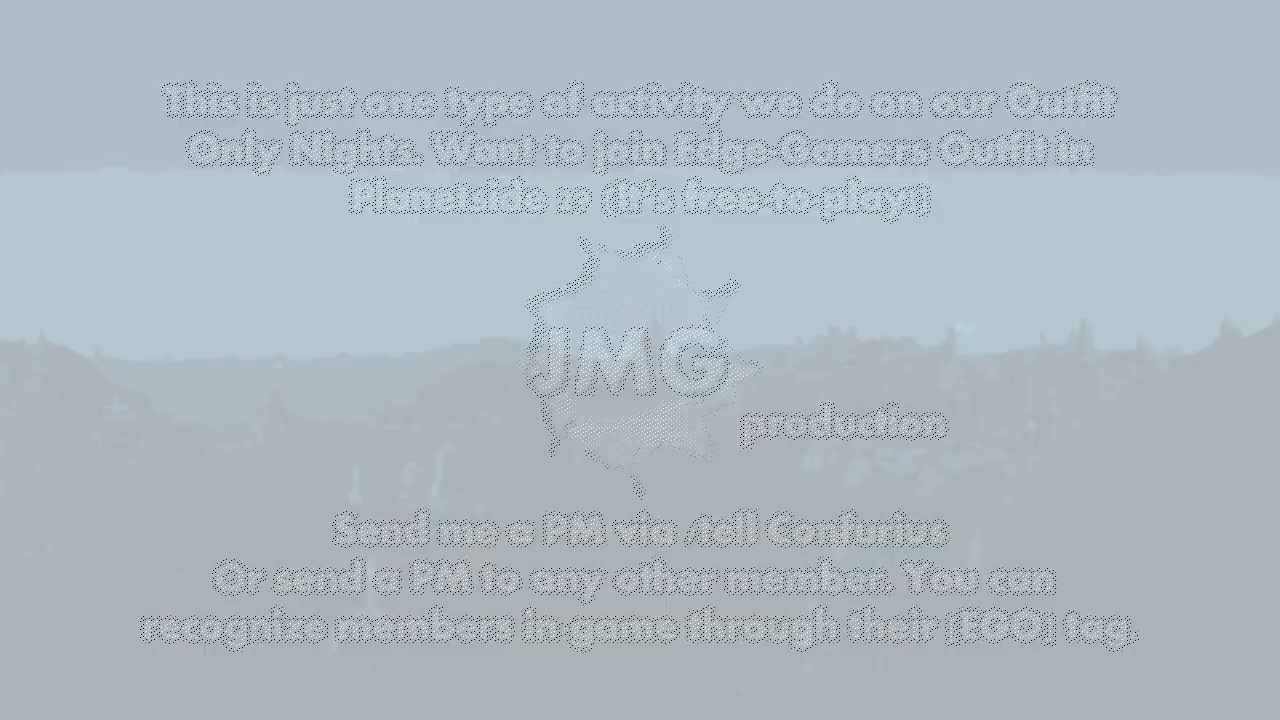 This is just one type of activity we do on our Outfit
Only Nights. Want to join Edge-Gamers Outfit in
Planetside 2? (It's free to play!)
JMG
production
Send me a PM via /tell Confurius
Or send a PM to any other member. You can
recognize members in-game through their [EGO] tag.